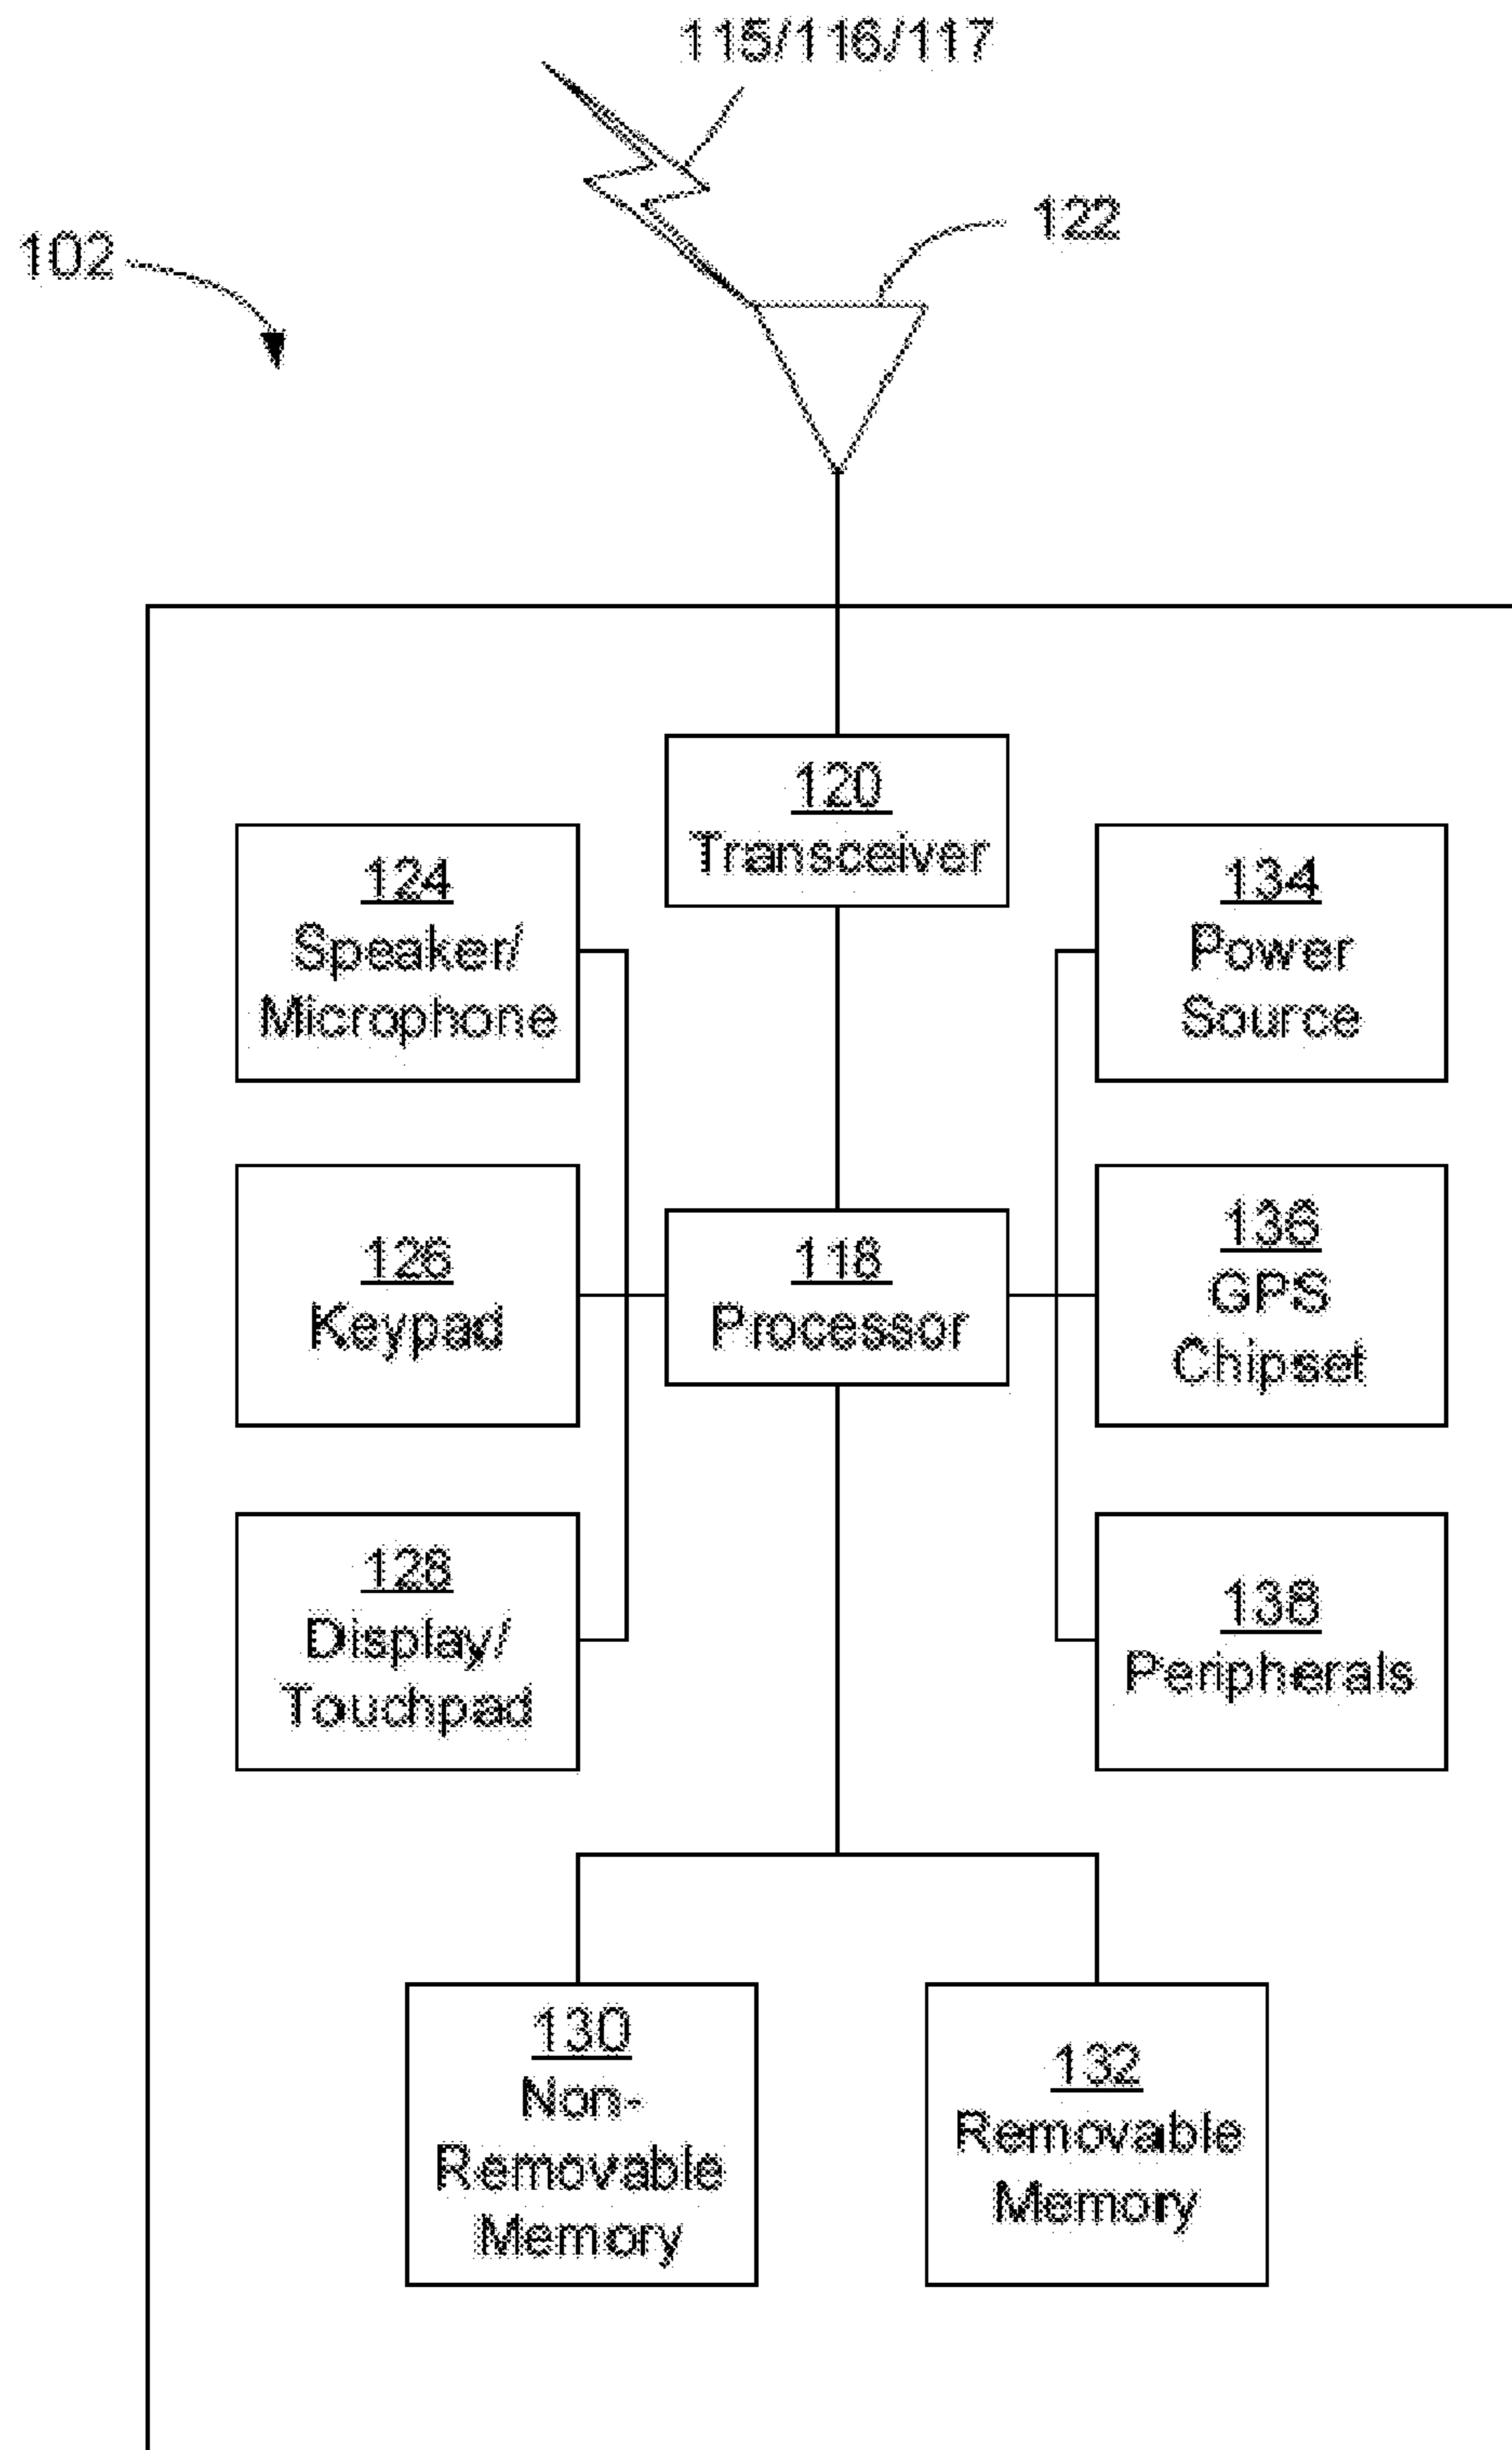 115/116/117
122
102
120
Transceiver
124
Speaker/
Microphone
134
Power
Source
126
Keypad
118
Processor
136
GPS
Chipset
128
Display/
Touchpad
138
Peripherals
130
Non-
Removable
Memory
132
Removable
Memory